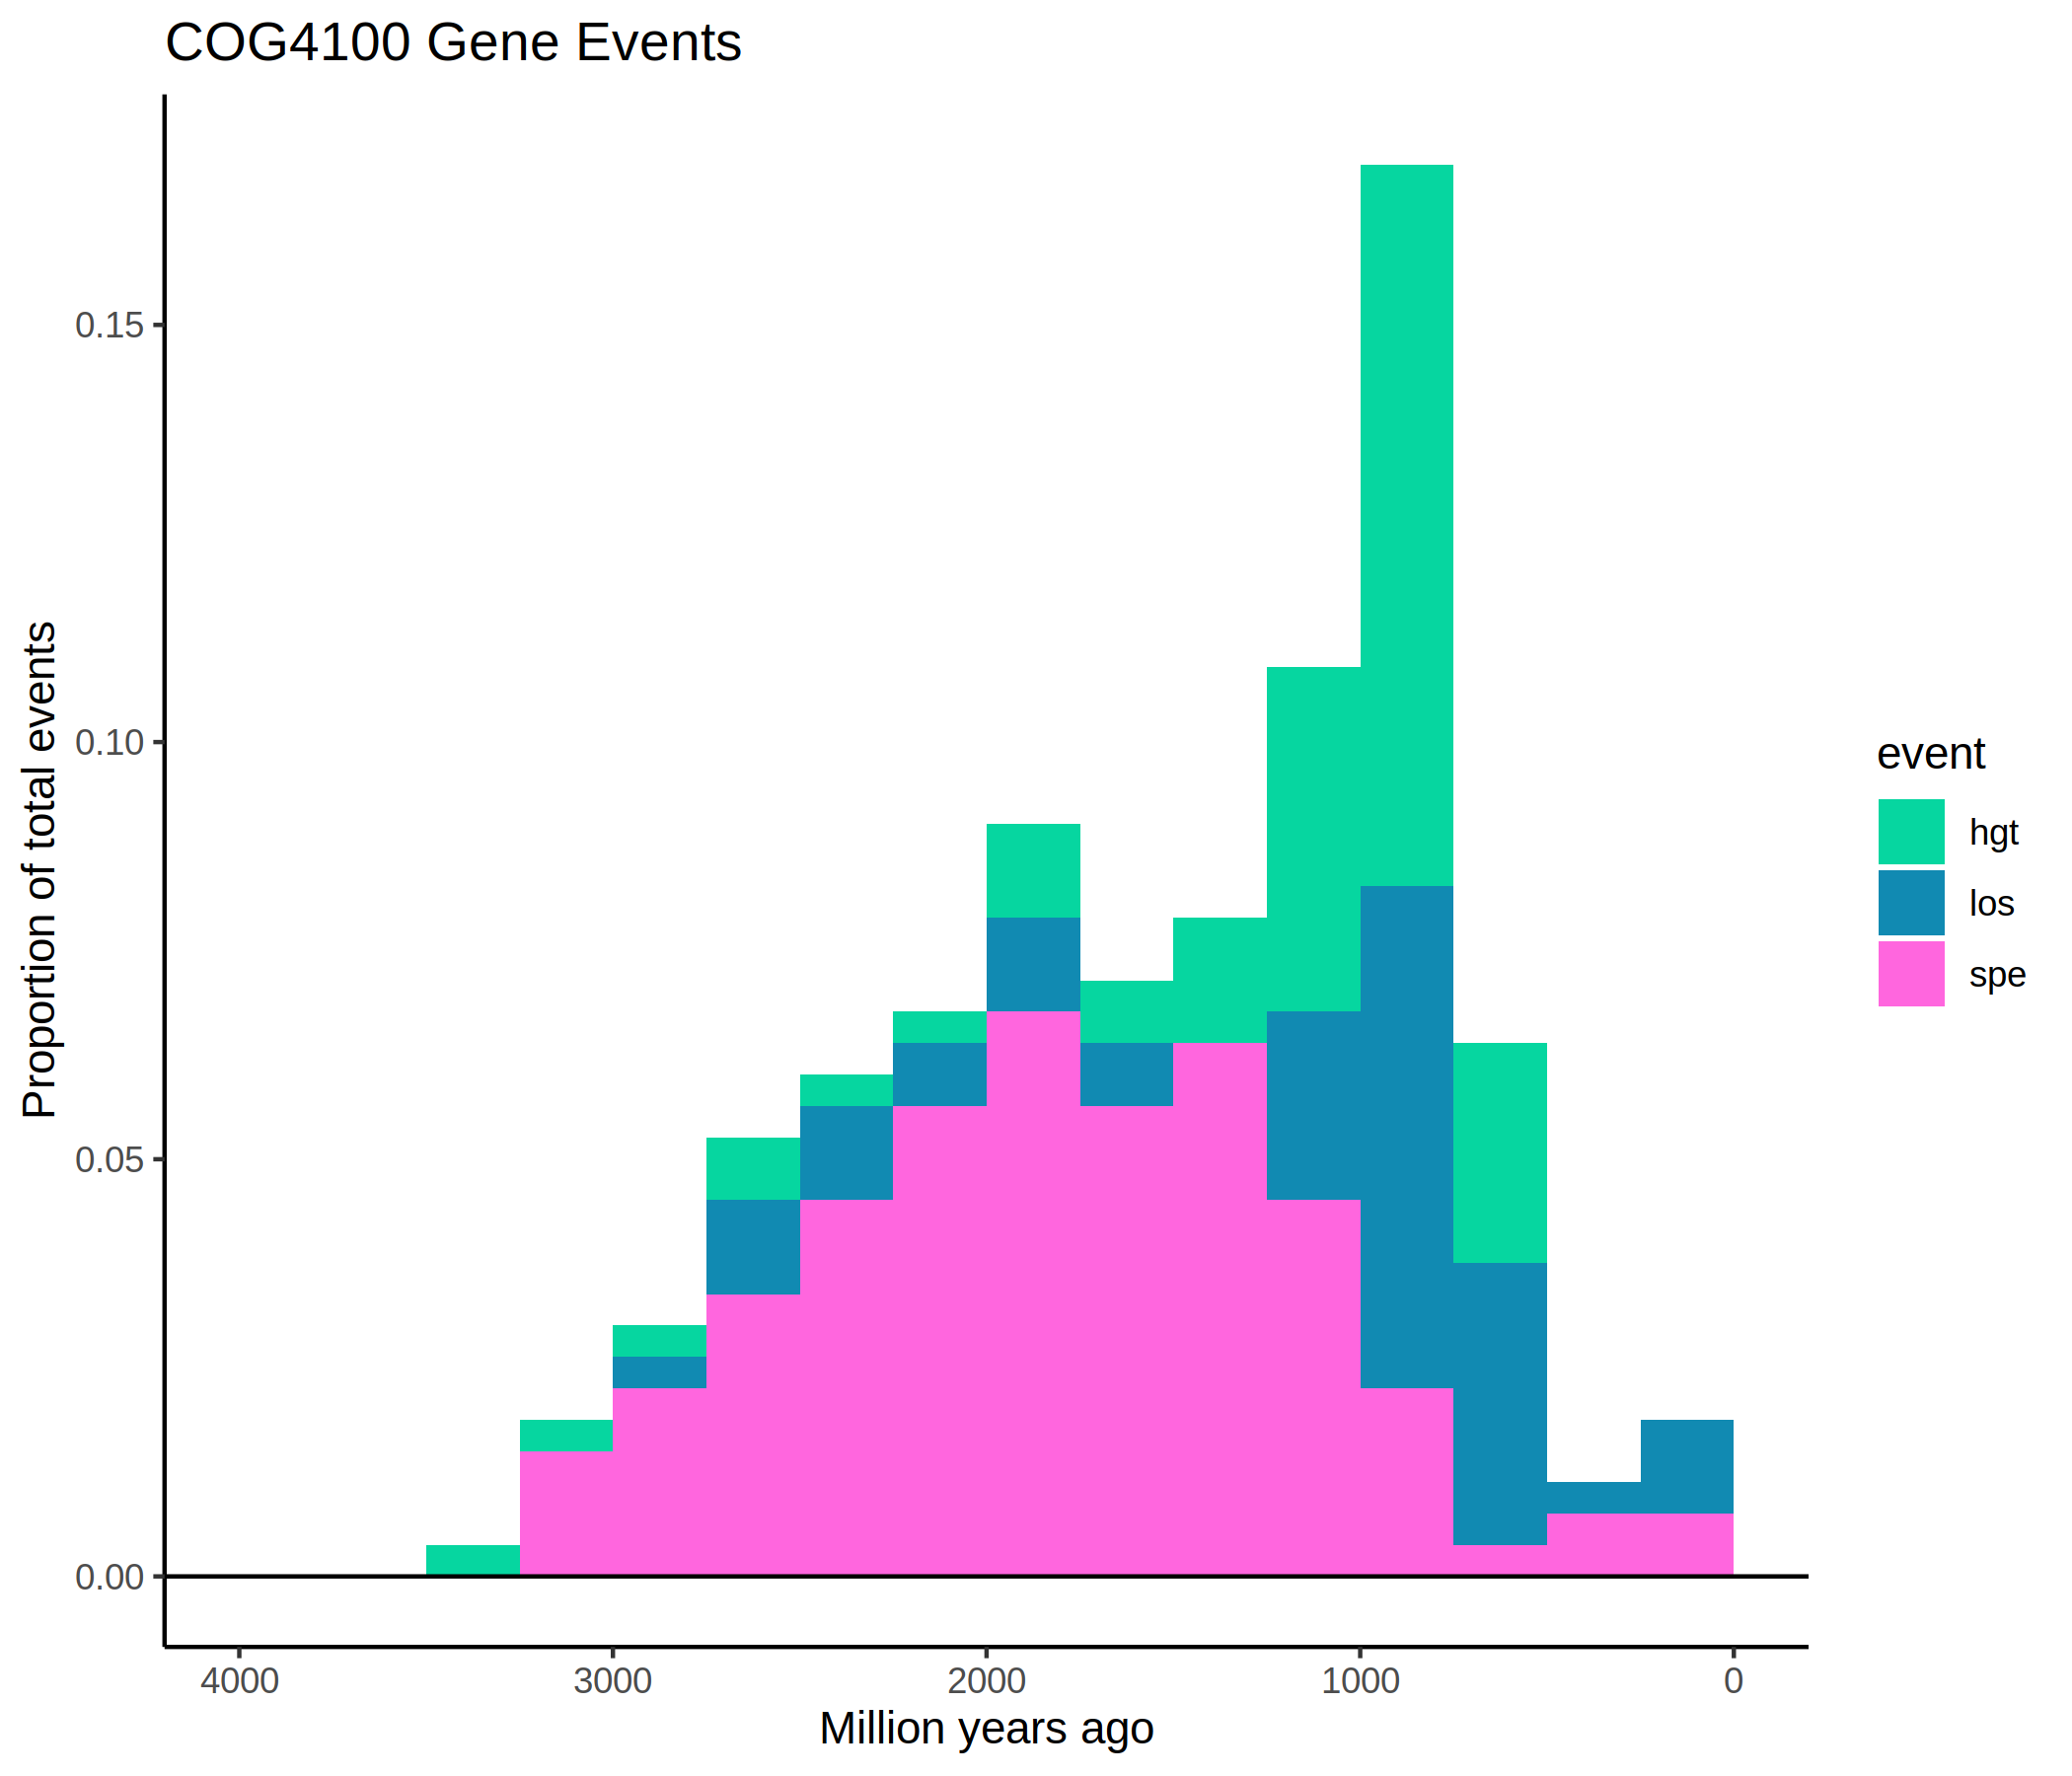 COG4100 Gene Events
Proportion of total events
0.15
0.10
0.05
0.00
4000 3000 2000 1000 0
Million years ago
event
hgt
los
spe